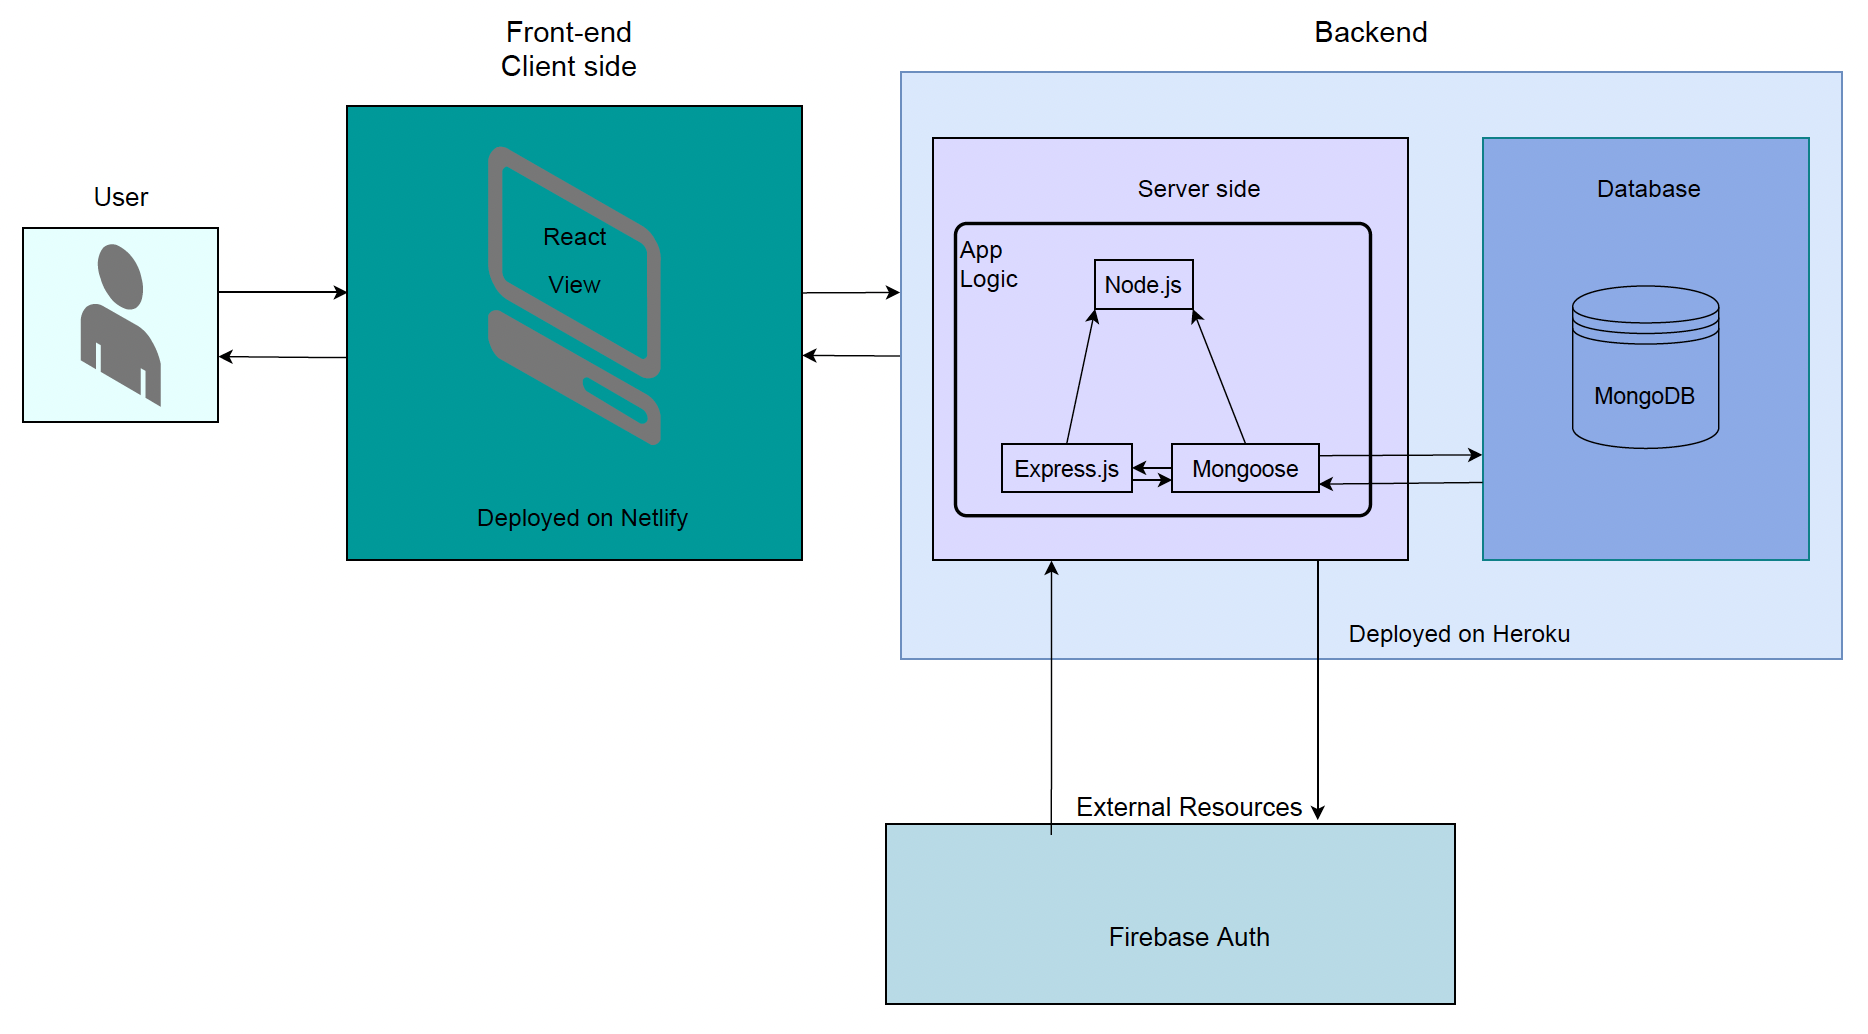 Front-end
Client side
Backend
User
React
View
Deployed on Netlify
Server side
App
Logic
Node.js
Express.js
Mongoose
Database
MongoDB
Deployed on Heroku
External Resources
Firebase Auth